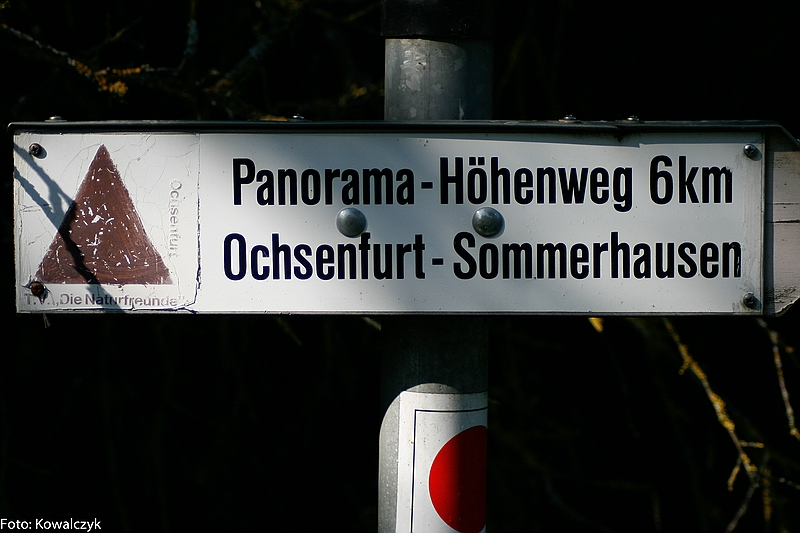 Panorama-Höhenweg 6km
Ochsenfurt-Sommerhausen
Ochsenfurt
T.V. „Die Naturfreunde"
Foto: Kowalczyk